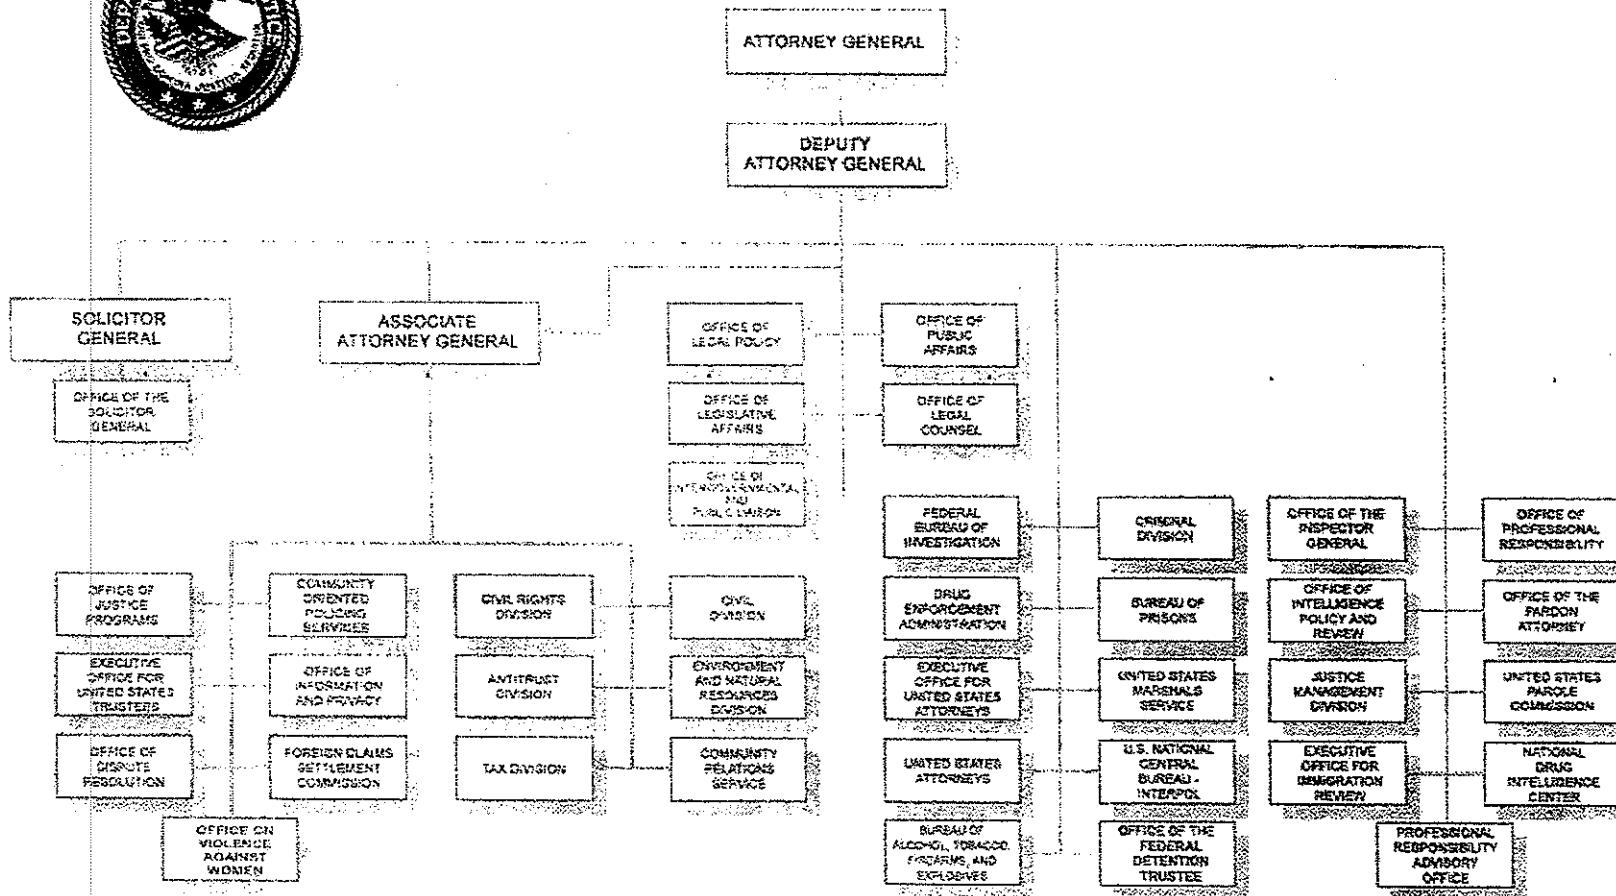 ATTORNEY GENERAL
DEPUTY
ATTORNEY GENERAL
SOLICITOR
GENERAL
ASSOCIATE
ATTORNEY GENERAL
OFFICE OF
LEGAL POLICY
OFFICE OF
PUBLIC
AFFAIRS
OFFICE OF THE
SOLICITOR
GENERAL
OFFICE OF
LEGISLATIVE
AFFAIRS
OFFICE OF
LEGAL
COUNSEL
OFFICE OF
INTERGOVERNMENTAL
AND
PUBLIC LIAISON
FEDERAL
BUREAU OF
INVESTIGATION
CRIMINAL
DIVISION
OFFICE OF THE
INSPECTOR
GENERAL
OFFICE OF
PROFESSIONAL
RESPONSIBILITY
OFFICE OF
JUSTICE
PROGRAMS
COMMUNITY
ORIENTED
POLICING
SERVICES
CIVIL RIGHTS
DIVISION
CIVIL
DIVISION
DRUG
ENFORCEMENT
ADMINISTRATION
BUREAU OF
PRISONS
OFFICE OF
INTELLIGENCE
POLICY AND
REVIEW
OFFICE OF THE
PARDON
ATTORNEY
EXECUTIVE
OFFICE FOR
UNITED STATES
TRUSTEES
OFFICE OF
INFORMATION
AND PRIVACY
ANTITRUST
DIVISION
ENVIRONMENT
AND NATURAL
RESOURCES
DIVISION
EXECUTIVE
OFFICE FOR
UNITED STATES
ATTORNEYS
UNITED STATES
MARSHALS
SERVICE
JUSTICE
MANAGEMENT
DIVISION
UNITED STATES
PAROLE
COMMISSION
OFFICE OF
DISPUTE
RESOLUTION
FOREIGN CLAIMS
SETTLEMENT
COMMISSION
TAX DIVISION
COMMUNITY
RELATIONS
SERVICE
UNITED STATES
ATTORNEYS
U.S. NATIONAL
CENTRAL
BUREAU -
INTERPOL
EXECUTIVE
OFFICE FOR
IMMIGRATION
REVIEW
NATIONAL
DRUG
INTELLIGENCE
CENTER
OFFICE ON
VIOLENCE
AGAINST
WOMEN
BUREAU OF
ALCOHOL, TOBACCO,
FIREARMS, AND
EXPLOSIVES
OFFICE OF THE
FEDERAL
DETENTION
TRUSTEE
PROFESSIONAL
RESPONSIBILITY
ADVISORY
OFFICE